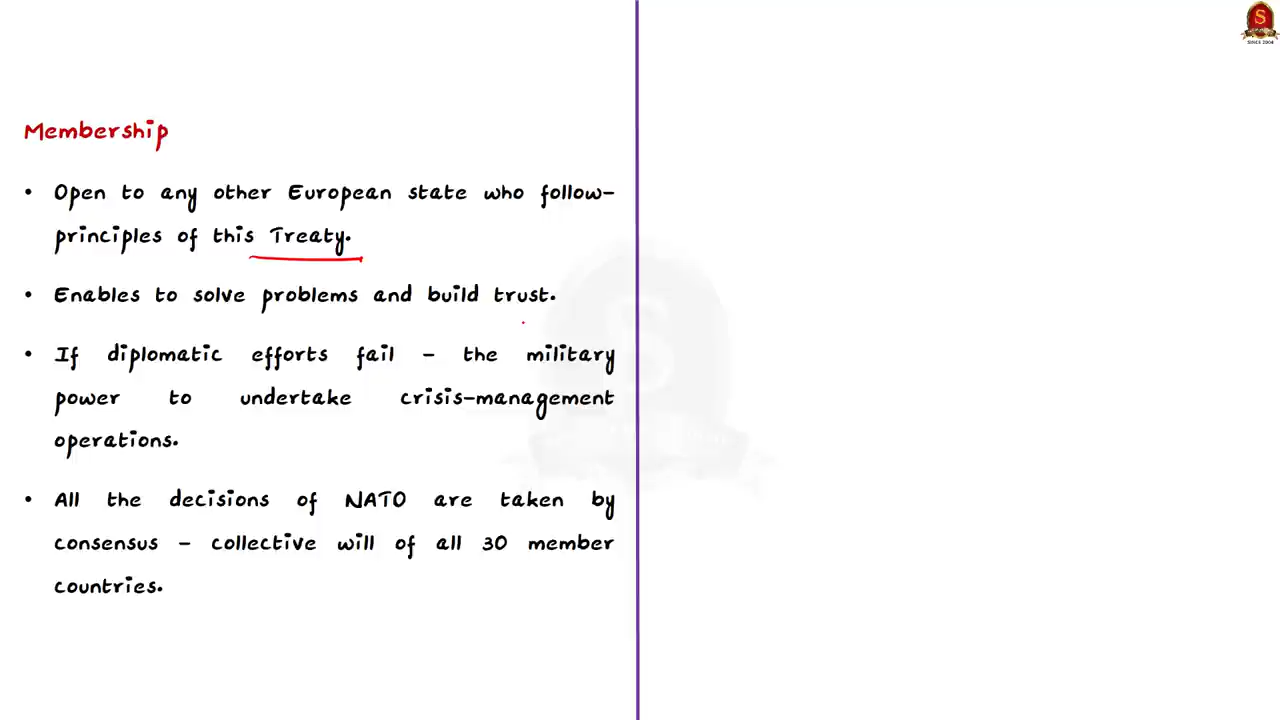 Membership
• Open to any other European state who follow-
principles of this Treaty.
• Enables to solve problems and build trust.
• If diplomatic efforts fail – the military
power to undertake crisis-management
operations.
• All the decisions of NATO are taken by
consensus – collective will of all 30 member
countries.
S
SINCE 2004